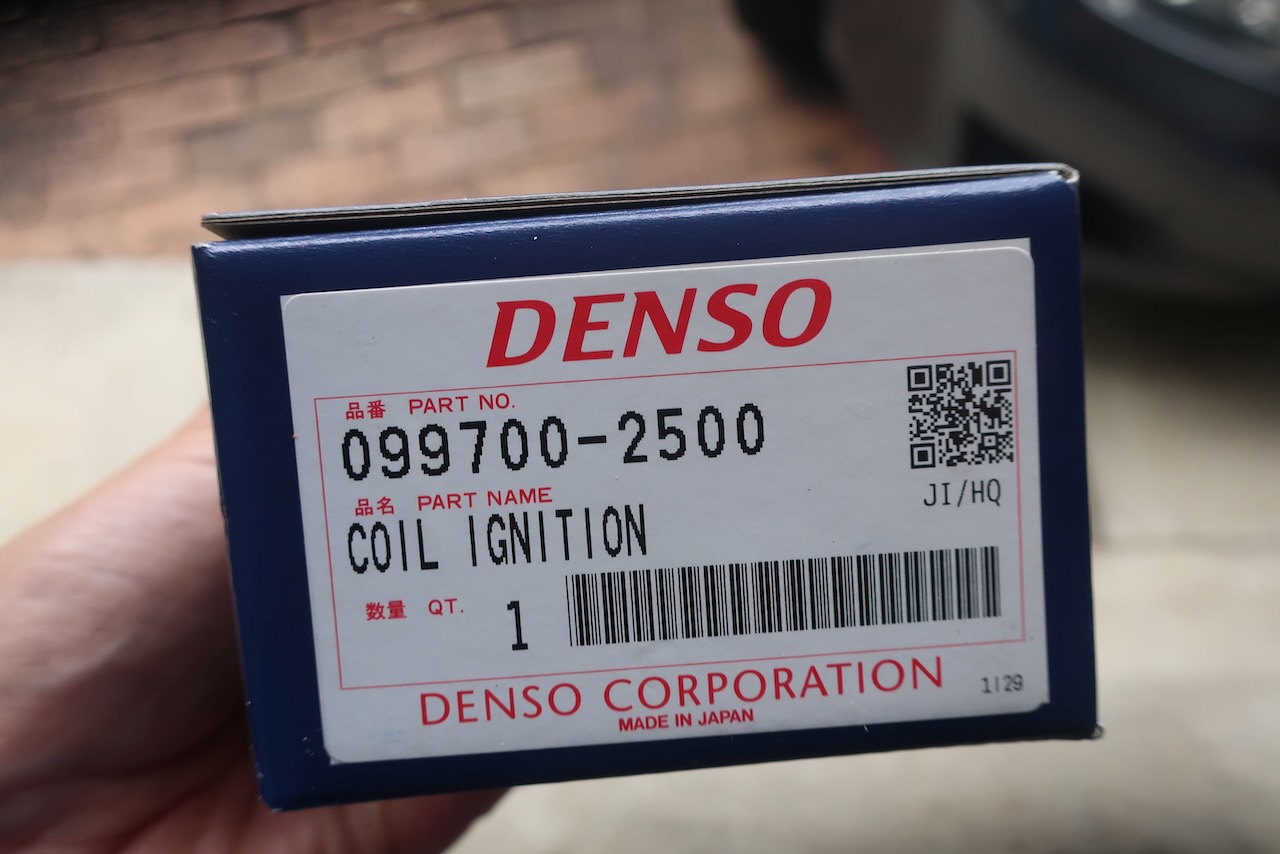 DENSO
品番 PART NO.
099700-2500
品名 PART NAME
JI/HQ
COIL IGNITION
数量 QT.
1
DENSO CORPORATION
1129
MADE IN JAPAN